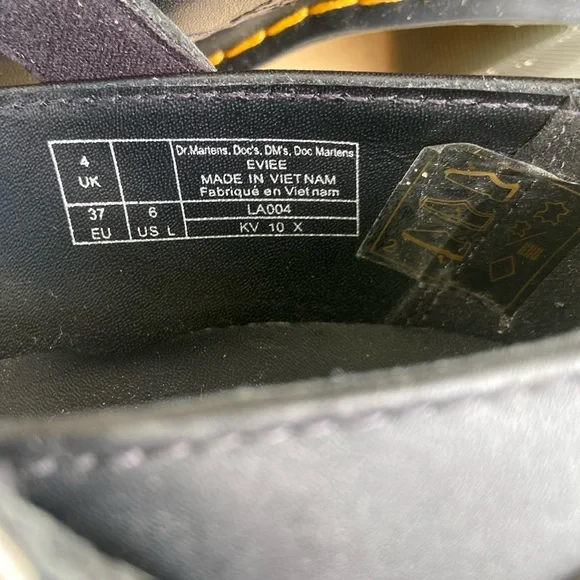 4
UK
37
EU
6
US L
Dr.Martens, Doc's, DM's, Doc Martens
EVIEE
MADE IN VIETNAM
Fabriqué en Vietnam
LA004
KV 10 X
2